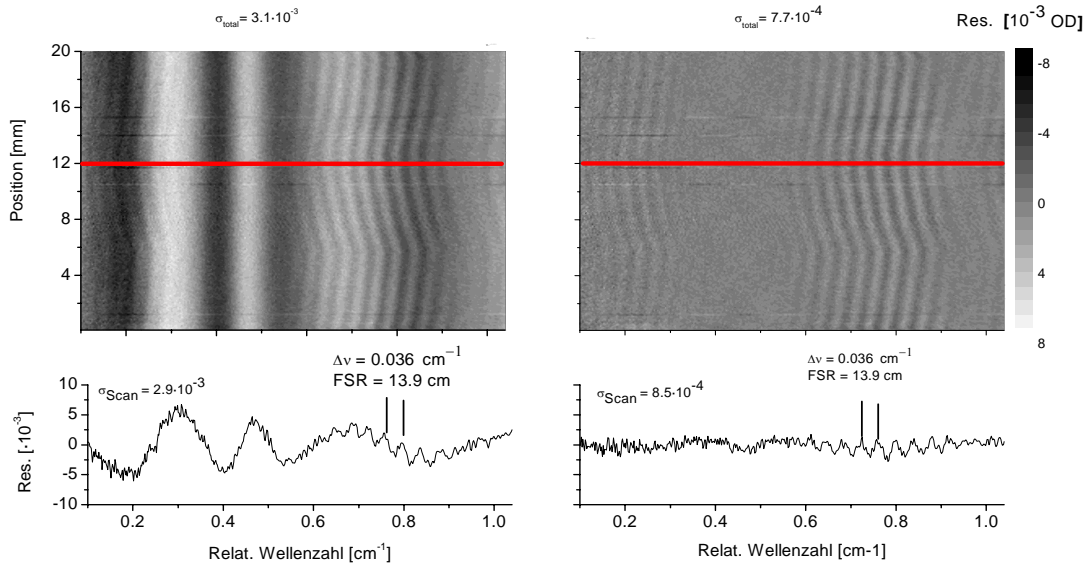 σtotal= 3.1·10-3
σtotal= 7.7·10-4
Res. [10-3 OD]
20
16
12
8
4
Position [mm]
-8
-4
0
4
8
Δν = 0.036 cm−1
FSR = 13.9 cm
Δν = 0.036 cm−1
FSR = 13.9 cm
σScan = 2.9·10-3
σScan = 8.5·10-4
10
5
0
-5
-10
Res. [·10-3]
0.2 0.4 0.6 0.8 1.0
0.2 0.4 0.6 0.8 1.0
Relat. Wellenzahl [cm-1]
Relat. Wellenzahl [cm-1]